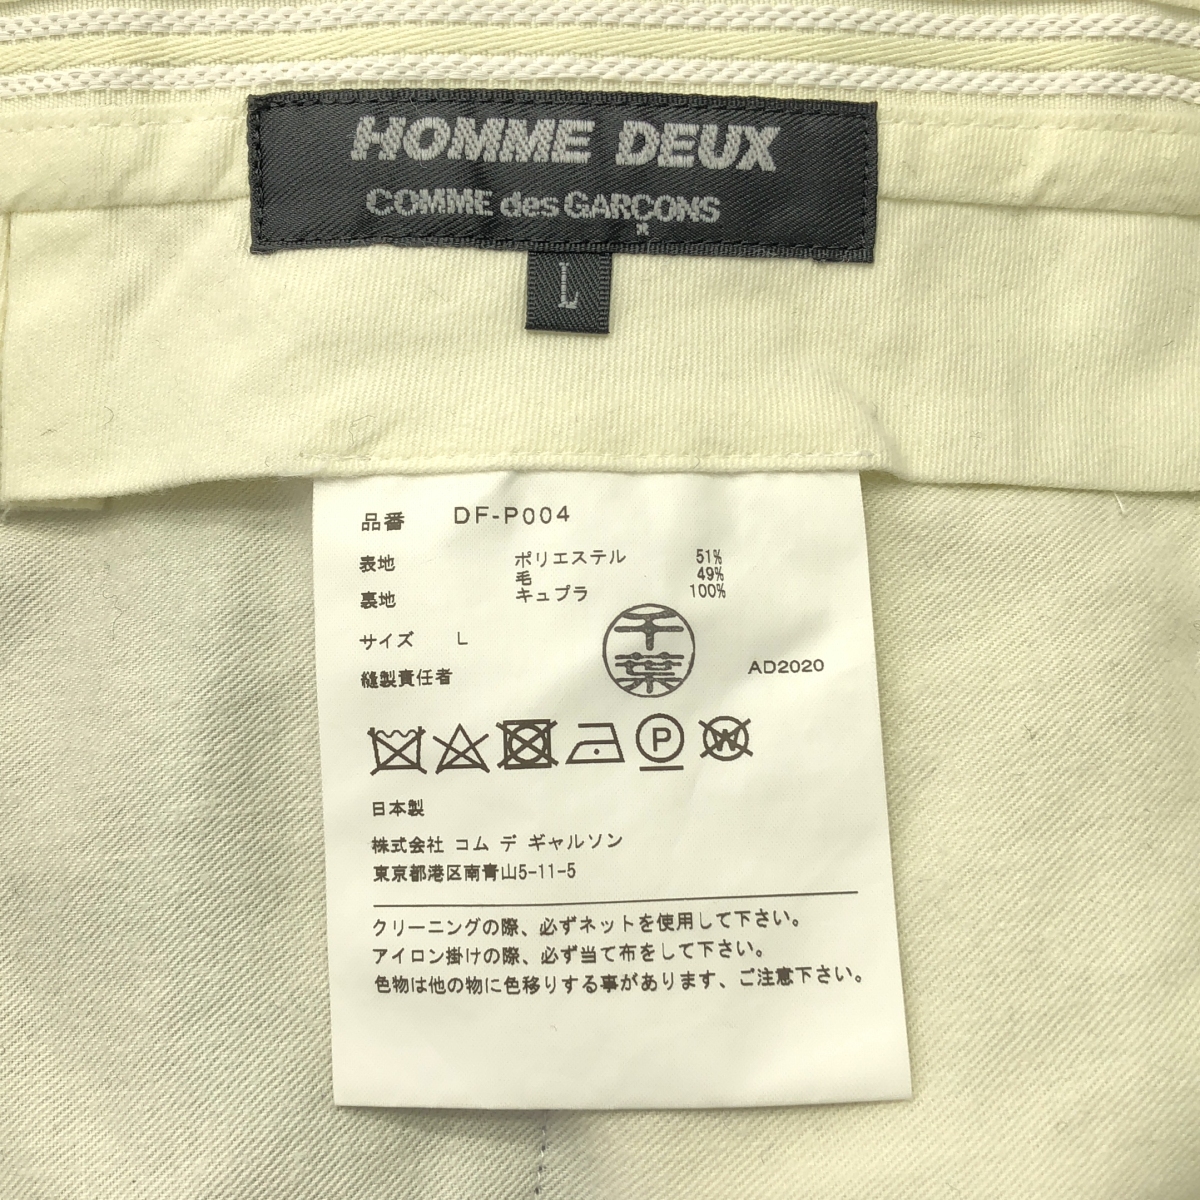 HOMME DEUX
COMME des GARÇONS
L
品番 DF-P004
表地 ポリエステル 51%
毛 49%
裏地 キュプラ 100%
サイズ L
縫製責任者 千葉 AD2020
P W
日本製
株式会社 コム デ ギャルソン
東京都港区南青山5-11-5
クリーニングの際、必ずネットを使用して下さい。
アイロン掛けの際、必ず当て布をして下さい。
色物は他の物に色移りする事があります、ご注意下さい。